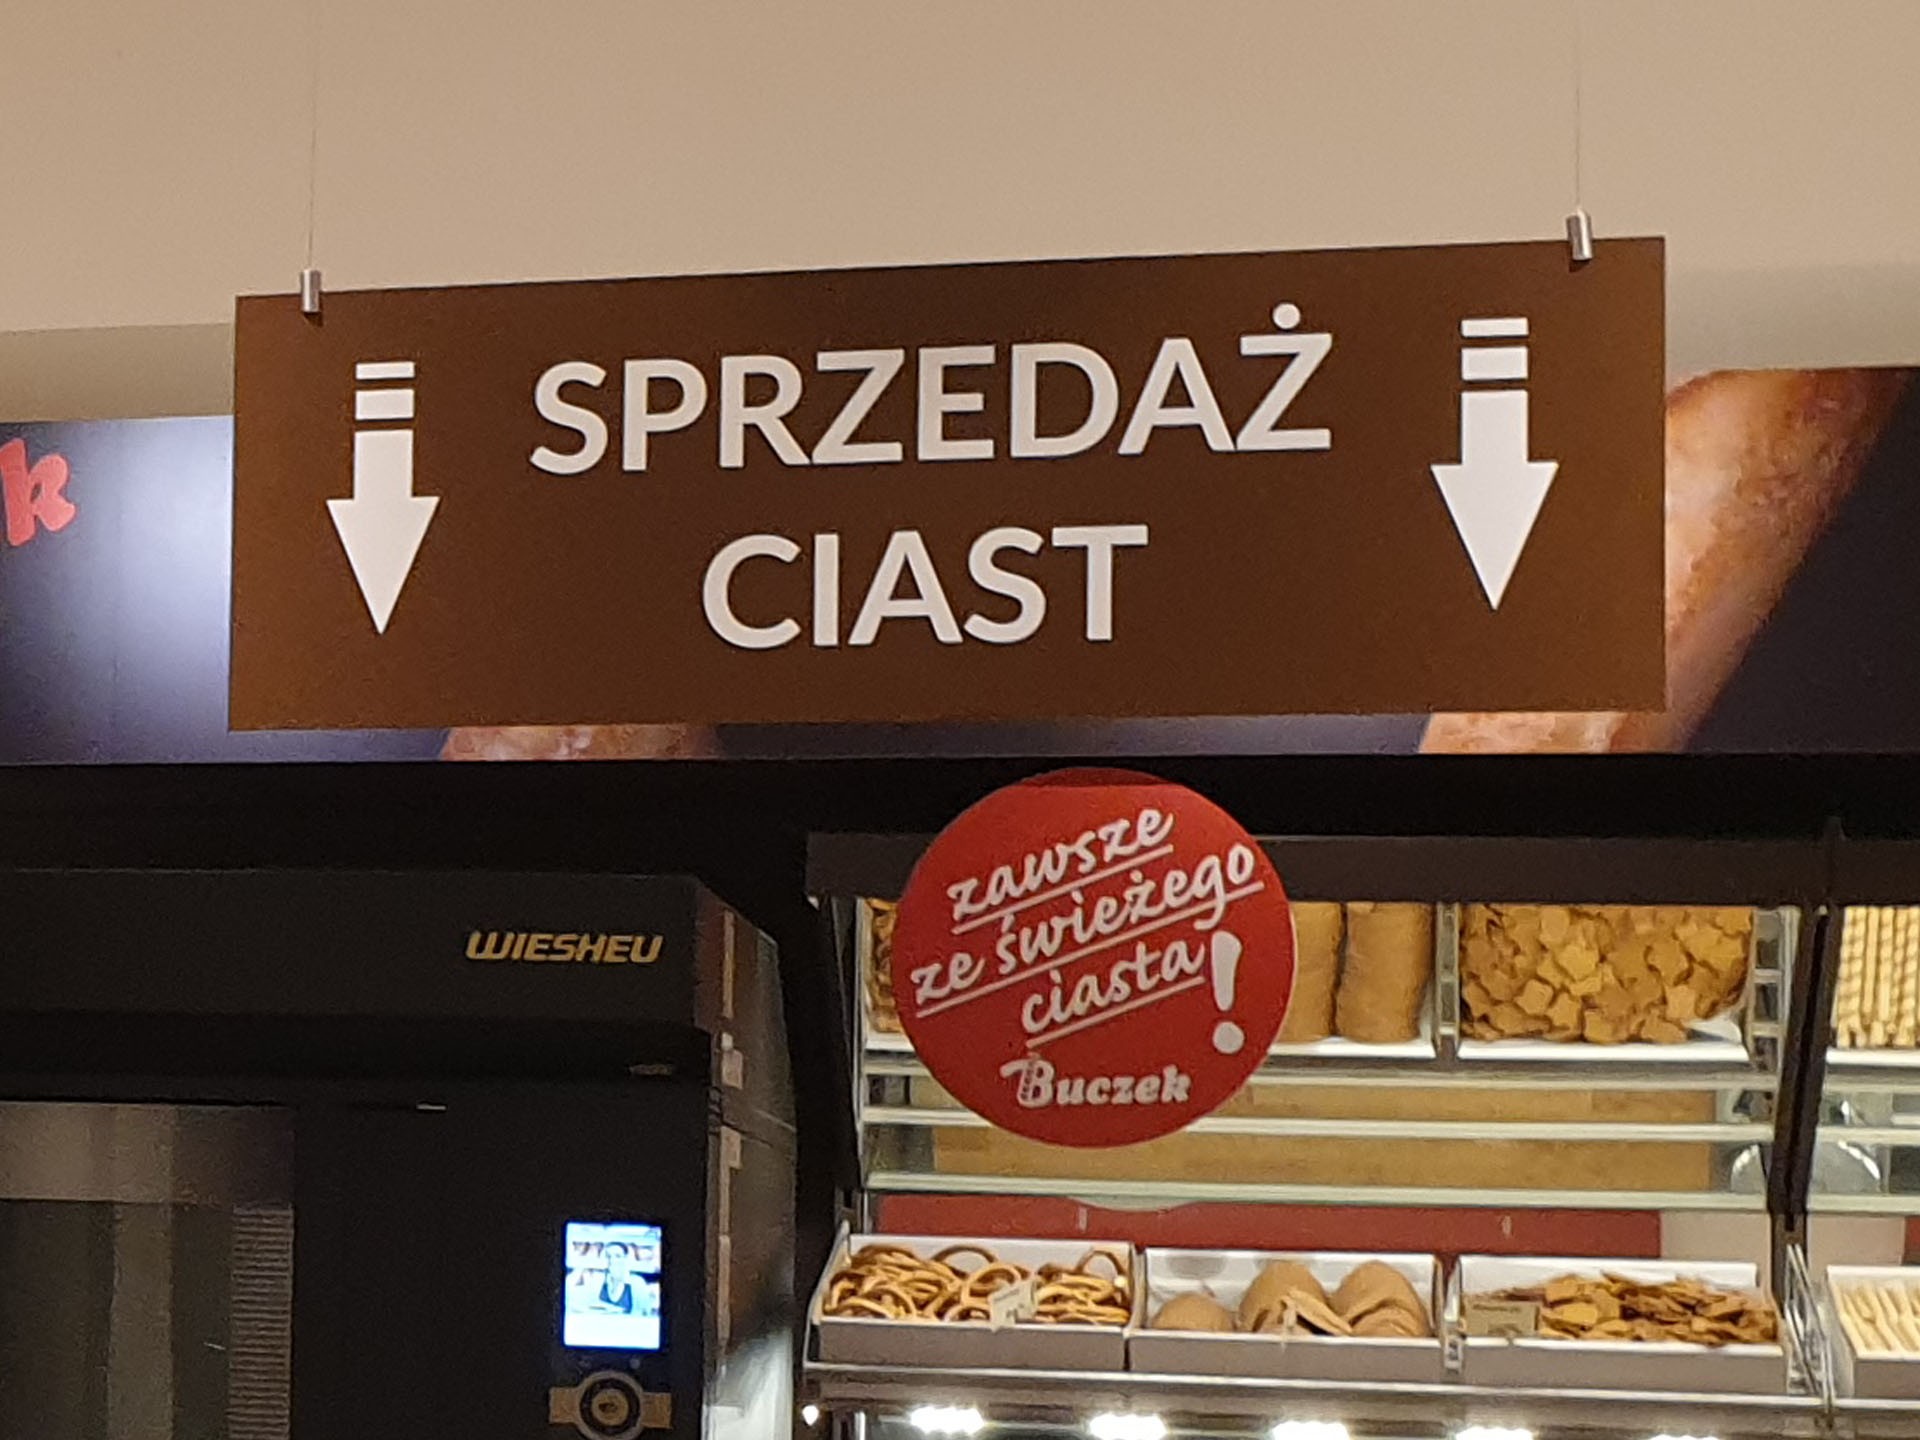 SPRZEDAŻ
CIAST
k
WIESHEU
zawsze
ze świeżego
ciasta!
Buczek